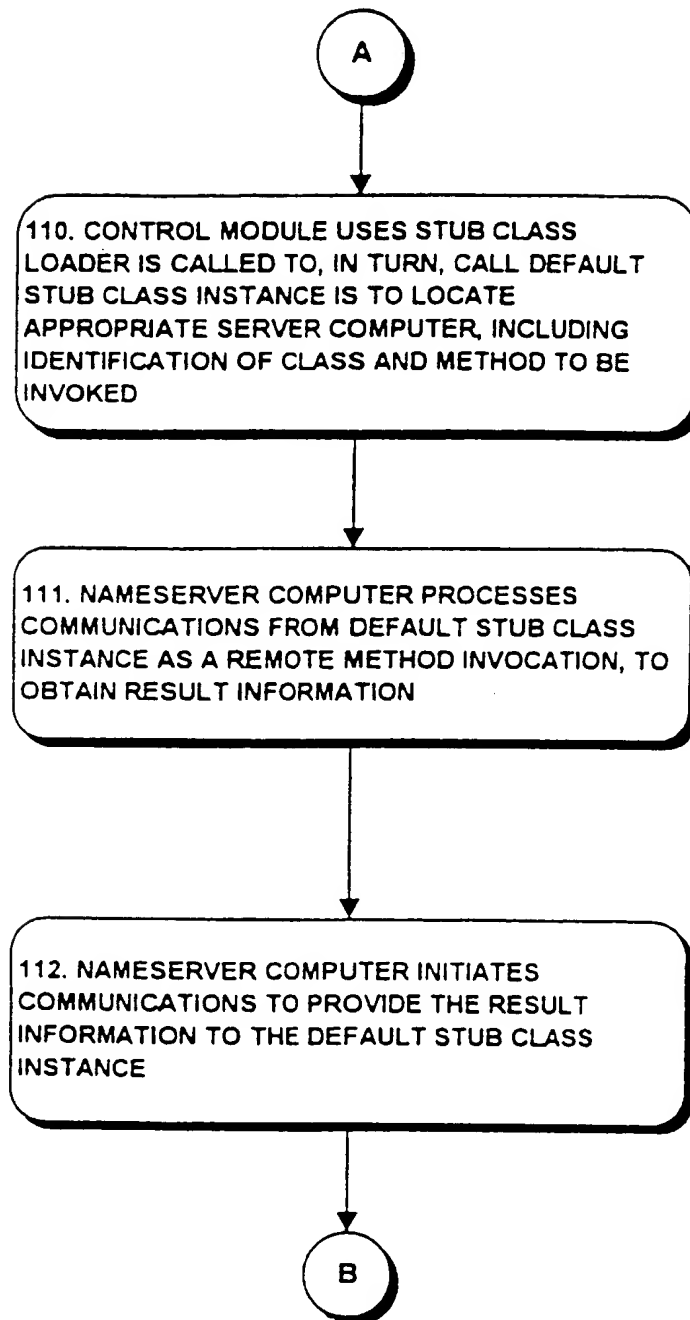 A
110. CONTROL MODULE USES STUB CLASS
LOADER IS CALLED TO, IN TURN, CALL DEFAULT
STUB CLASS INSTANCE IS TO LOCATE
APPROPRIATE SERVER COMPUTER, INCLUDING
IDENTIFICATION OF CLASS AND METHOD TO BE
INVOKED
111. NAMESERVER COMPUTER PROCESSES
COMMUNICATIONS FROM DEFAULT STUB CLASS
INSTANCE AS A REMOTE METHOD INVOCATION, TO
OBTAIN RESULT INFORMATION
112. NAMESERVER COMPUTER INITIATES
COMMUNICATIONS TO PROVIDE THE RESULT
INFORMATION TO THE DEFAULT STUB CLASS
INSTANCE
B